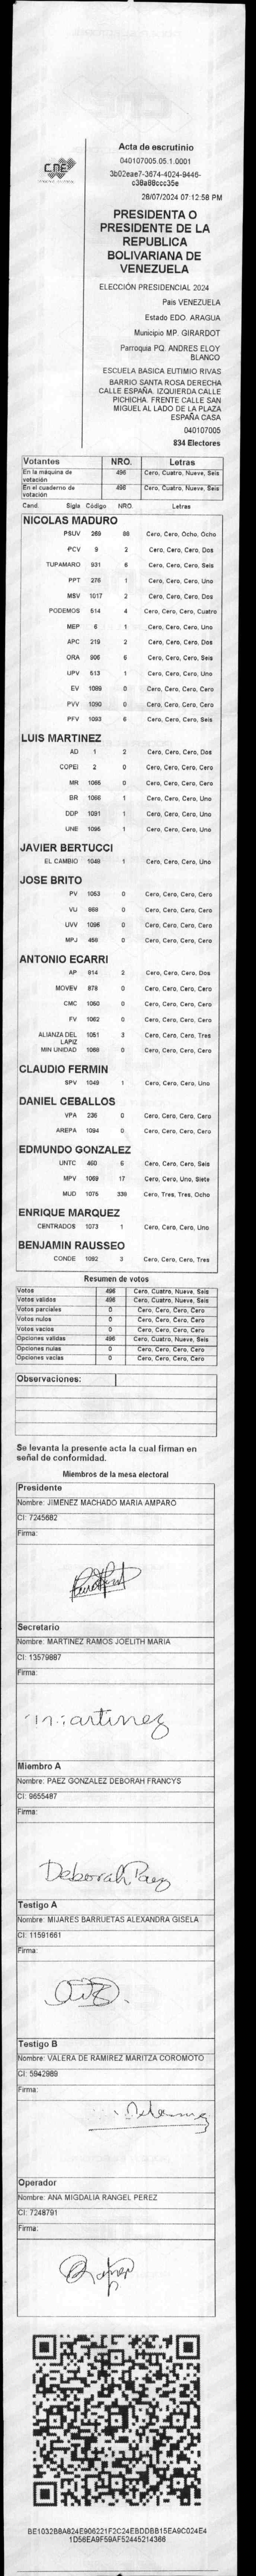 CNE
Acta de escrutinio
040107005.05.1.0001
3b02eae7-3674-4024-9446-
c38a88ccc35e
28/07/2024 07:12:58 PM
PRESIDENTA O
PRESIDENTE DE LA
REPUBLICA
BOLIVARIANA DE
VENEZUELA
ELECCIÓN PRESIDENCIAL 2024
País VENEZUELA
Estado EDO. ARAGUA
Municipio MP. GIRARDOT
Parroquia PQ. ANDRES ELOY
BLANCO
ESCUELA BASICA EUTIMIO RIVAS
BARRIO SANTA ROSA DERECHA
CALLE ESPAÑA. IZQUIERDA CALLE
PICHICHA. FRENTE CALLE SAN
MIGUEL AL LADO DE LA PLAZA
ESPAÑA CASA
040107005
834 Electores
Votantes NRO. Letras
En la máquina de votación 496 Cero, Cuatro, Nueve, Seis
En el cuaderno de votación 496 Cero, Cuatro, Nueve, Seis
Cand. Sigla Código NRO. Letras
NICOLAS MADURO
PSUV 269 88 Cero, Cero, Ocho, Ocho
PCV 9 2 Cero, Cero, Cero, Dos
TUPAMARO 931 6 Cero, Cero, Cero, Seis
PPT 276 1 Cero, Cero, Cero, Uno
MSV 1017 2 Cero, Cero, Cero, Dos
PODEMOS 514 4 Cero, Cero, Cero, Cuatro
MEP 6 1 Cero, Cero, Cero, Uno
APC 219 2 Cero, Cero, Cero, Dos
ORA 906 6 Cero, Cero, Cero, Seis
UPV 513 1 Cero, Cero, Cero, Uno
EV 1089 0 Cero, Cero, Cero, Cero
PVV 1090 0 Cero, Cero, Cero, Cero
PFV 1093 6 Cero, Cero, Cero, Seis
LUIS MARTINEZ
AD 1 2 Cero, Cero, Cero, Dos
COPEI 2 0 Cero, Cero, Cero, Cero
MR 1065 0 Cero, Cero, Cero, Cero
BR 1066 1 Cero, Cero, Cero, Uno
DDP 1091 1 Cero, Cero, Cero, Uno
UNE 1095 1 Cero, Cero, Cero, Uno
JAVIER BERTUCCI
EL CAMBIO 1048 1 Cero, Cero, Cero, Uno
JOSE BRITO
PV 1053 0 Cero, Cero, Cero, Cero
VU 869 0 Cero, Cero, Cero, Cero
UVV 1096 0 Cero, Cero, Cero, Cero
MPJ 458 0 Cero, Cero, Cero, Cero
ANTONIO ECARRI
AP 814 2 Cero, Cero, Cero, Dos
MOVEV 878 0 Cero, Cero, Cero, Cero
CMC 1060 0 Cero, Cero, Cero, Cero
FV 1062 0 Cero, Cero, Cero, Cero
ALIANZA DEL LAPIZ 1051 3 Cero, Cero, Cero, Tres
MIN UNIDAD 1068 0 Cero, Cero, Cero, Cero
CLAUDIO FERMIN
SPV 1049 1 Cero, Cero, Cero, Uno
DANIEL CEBALLOS
VPA 236 0 Cero, Cero, Cero, Cero
AREPA 1094 0 Cero, Cero, Cero, Cero
EDMUNDO GONZALEZ
UNTC 460 6 Cero, Cero, Cero, Seis
MPV 1069 17 Cero, Cero, Uno, Siete
MUD 1075 338 Cero, Tres, Tres, Ocho
ENRIQUE MARQUEZ
CENTRADOS 1073 1 Cero, Cero, Cero, Uno
BENJAMIN RAUSSEO
CONDE 1092 3 Cero, Cero, Cero, Tres
Resumen de votos
Votos 496 Cero, Cuatro, Nueve, Seis
Votos validos 496 Cero, Cuatro, Nueve, Seis
Votos parciales 0 Cero, Cero, Cero, Cero
Votos nulos 0 Cero, Cero, Cero, Cero
Votos vacios 0 Cero, Cero, Cero, Cero
Opciones validas 496 Cero, Cuatro, Nueve, Seis
Opciones nulas 0 Cero, Cero, Cero, Cero
Opciones vacías 0 Cero, Cero, Cero, Cero
Observaciones:
Se levanta la presente acta la cual firman en
señal de conformidad.
Miembros de la mesa electoral
Presidente
Nombre: JIMENEZ MACHADO MARIA AMPARO
CI: 7245682
Firma:
Secretario
Nombre: MARTINEZ RAMOS JOELITH MARIA
CI: 13579887
Firma:
martinez
Miembro A
Nombre: PAEZ GONZALEZ DEBORAH FRANCYS
CI: 9655487
Firma:
Deborah Paez
Testigo A
Nombre: MIJARES BARRUETAS ALEXANDRA GISELA
CI: 11591661
Firma:
Testigo B
Nombre: VALERA DE RAMIREZ MARITZA COROMOTO
CI: 5942989
Firma:
Operador
Nombre: ANA MIGDALIA RANGEL PEREZ
CI: 7248791
Firma:
BE1032B8A824E906221F2C24EBDDBB15EA9C024E4
1D56EA9F59AF52445214366